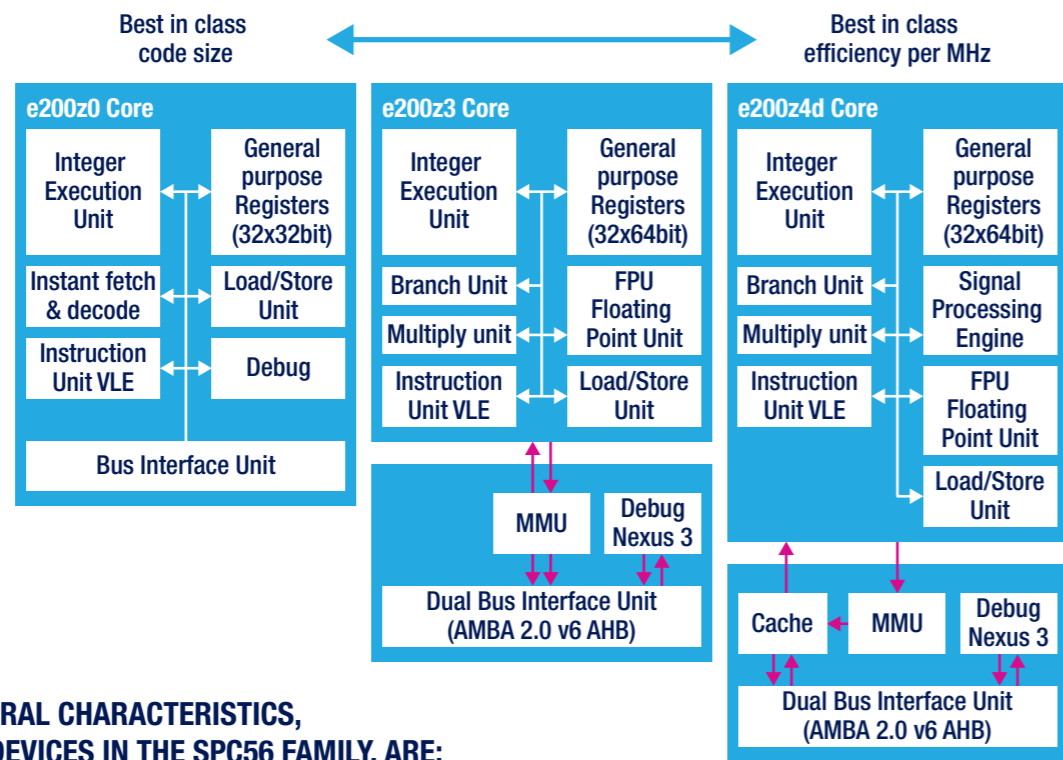 Best in class
code size
Best in class
efficiency per MHz
e200z0 Core
Integer
Execution
Unit
General
purpose
Registers
(32x32bit)
Instant fetch
& decode
Load/Store
Unit
Instruction
Unit VLE
Debug
Bus Interface Unit
e200z3 Core
Integer
Execution
Unit
General
purpose
Registers
(32x64bit)
Branch Unit
FPU
Floating
Point Unit
Multiply unit
Instruction
Unit VLE
Load/Store
Unit
MMU
Debug
Nexus 3
Dual Bus Interface Unit
(AMBA 2.0 v6 AHB)
e200z4d Core
Integer
Execution
Unit
General
purpose
Registers
(32x64bit)
Branch Unit
Signal
Processing
Engine
Multiply unit
Instruction
Unit VLE
FPU
Floating
Point Unit
Load/Store
Unit
Cache
MMU
Debug
Nexus 3
Dual Bus Interface Unit
(AMBA 2.0 v6 AHB)
RAL CHARACTERISTICS,
DEVICES IN THE SPC56 FAMILY, ARE: